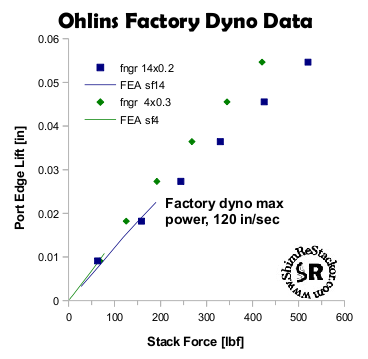 Ohlins Factory Dyno Data
0.06
0.05
0.04
0.03
0.02
0.01
0
Port Edge Lift [in]
fngr 14x0.2
FEA sf14
fngr  4x0.3
FEA sf4
Factory dyno max
power, 120 in/sec
www.ShimReStackor.com
SR
0 100 200 300 400 500 600
Stack Force [lbf]